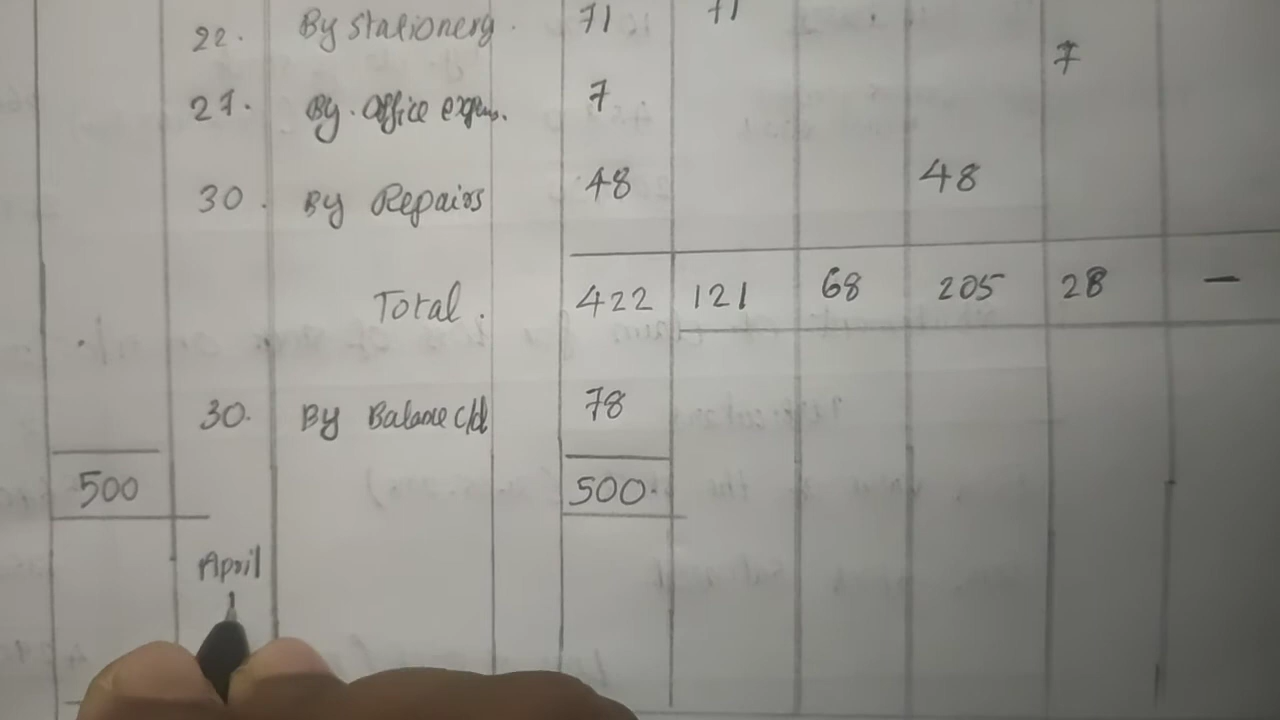 22. By Stationery. 71 71
7
27. By. Office expns. 7
30. By Repairs 48 48
Total. 422 121 68 205 28 —
30. By Balance c/d 78
500 500.
April
1